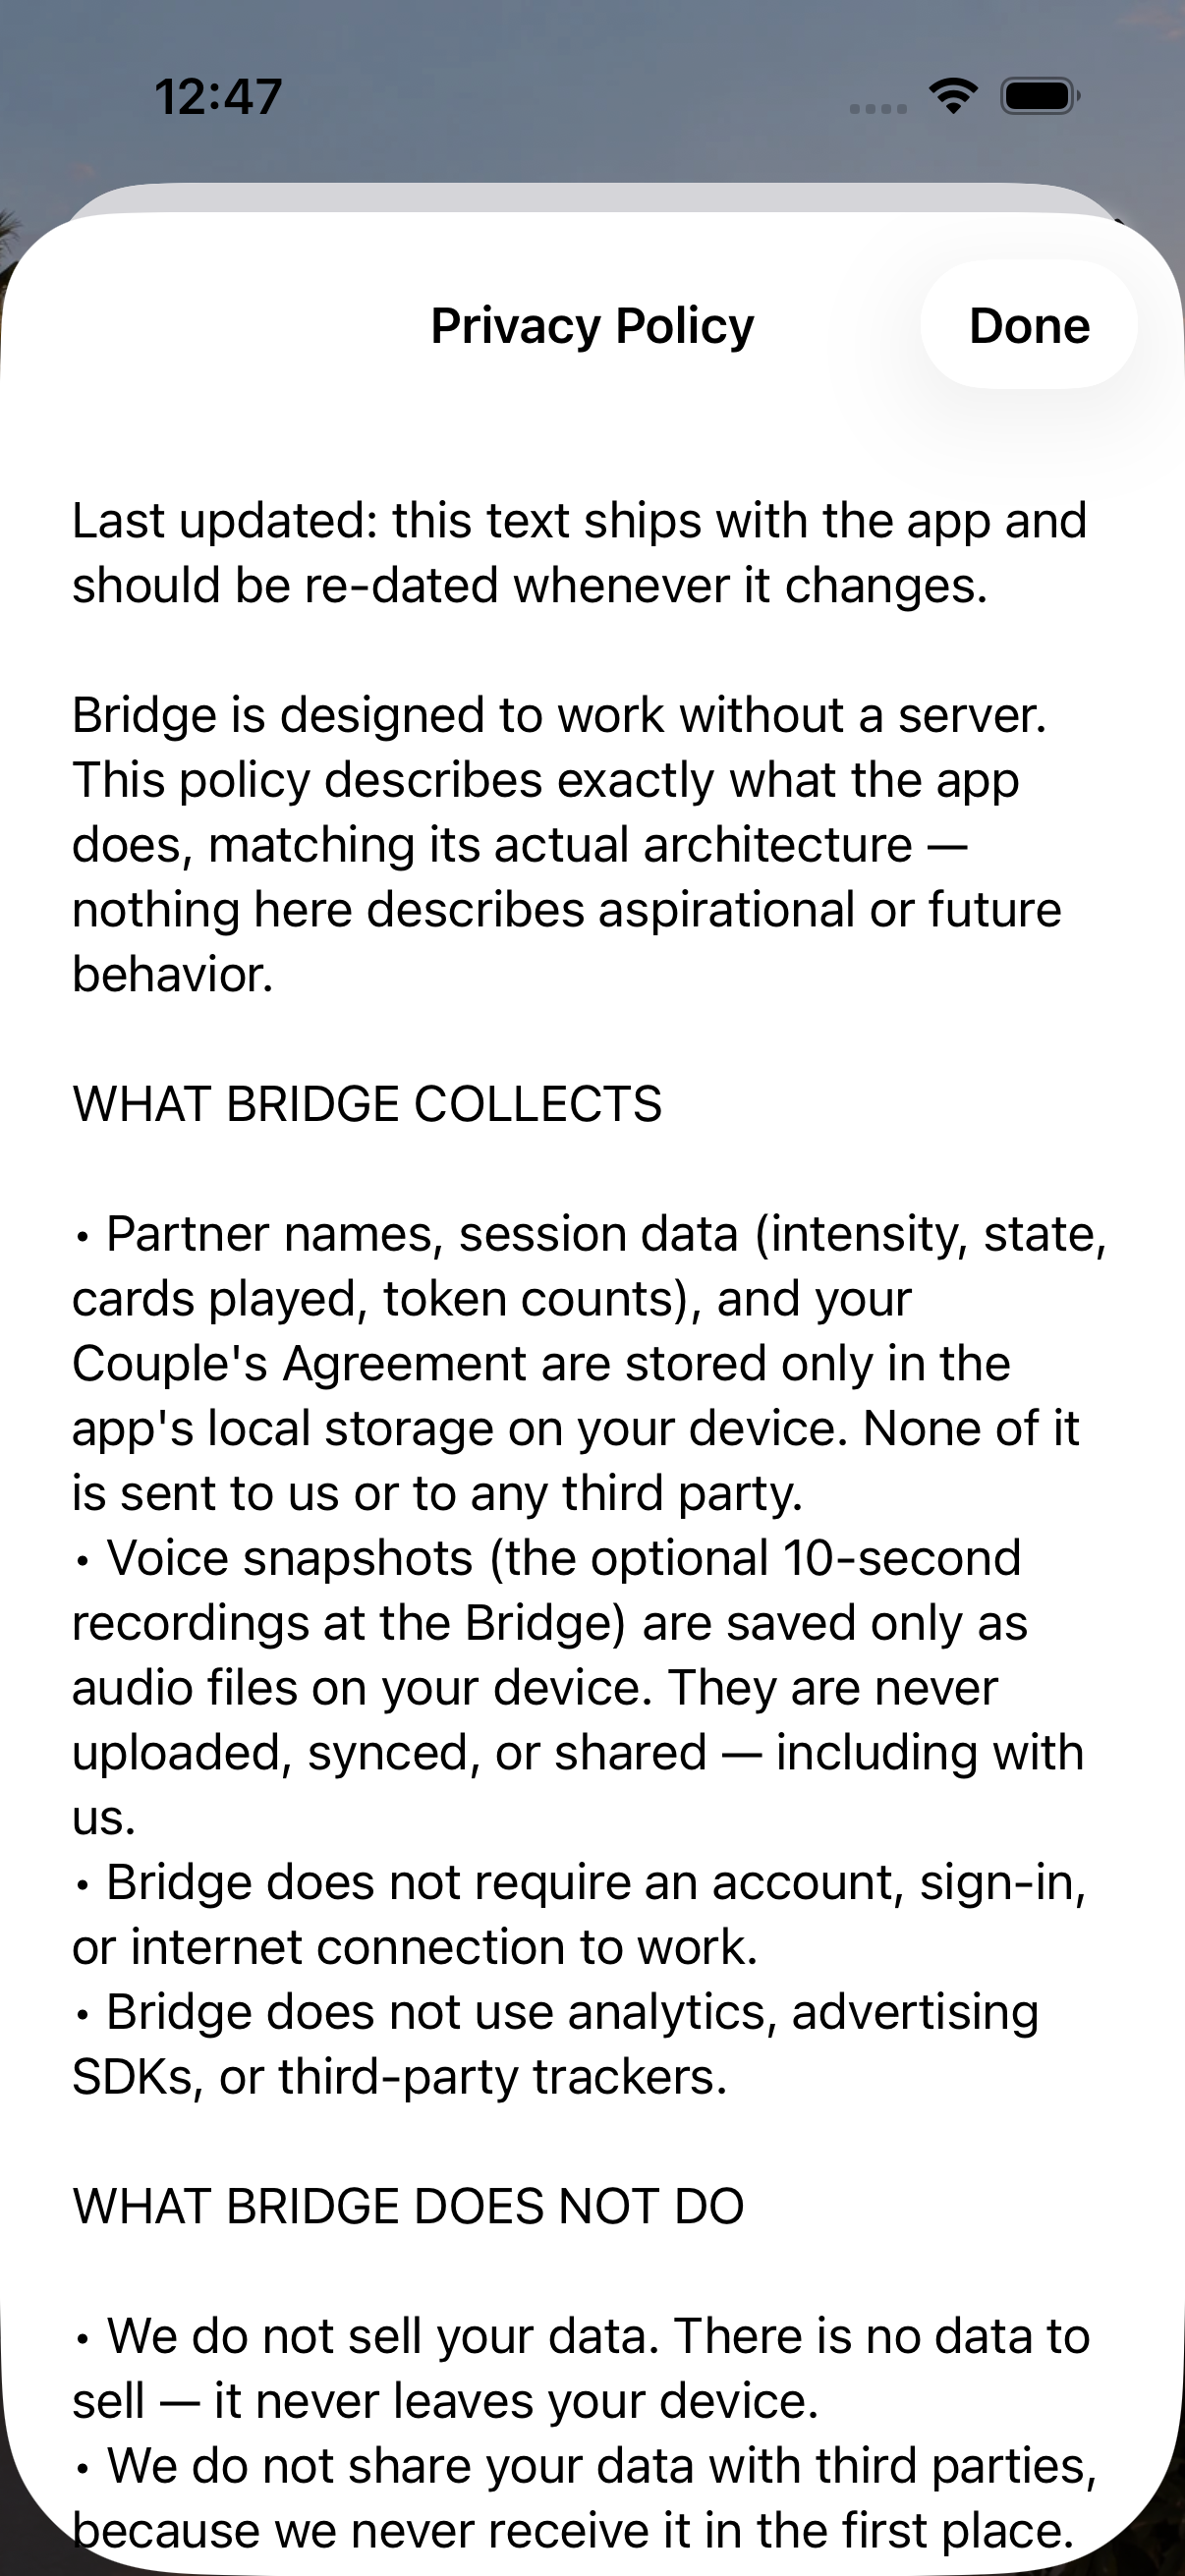 12:47
Privacy Policy
Done
Last updated: this text ships with the app and
should be re-dated whenever it changes.
Bridge is designed to work without a server.
This policy describes exactly what the app
does, matching its actual architecture —
nothing here describes aspirational or future
behavior.
WHAT BRIDGE COLLECTS
• Partner names, session data (intensity, state,
cards played, token counts), and your
Couple's Agreement are stored only in the
app's local storage on your device. None of it
is sent to us or to any third party.
• Voice snapshots (the optional 10-second
recordings at the Bridge) are saved only as
audio files on your device. They are never
uploaded, synced, or shared — including with
us.
• Bridge does not require an account, sign-in,
or internet connection to work.
• Bridge does not use analytics, advertising
SDKs, or third-party trackers.
WHAT BRIDGE DOES NOT DO
• We do not sell your data. There is no data to
sell — it never leaves your device.
• We do not share your data with third parties,
because we never receive it in the first place.